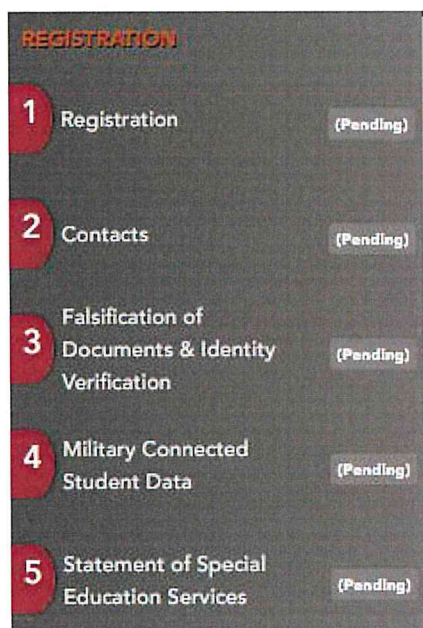 REGISTRATION
1 Registration (Pending)
2 Contacts (Pending)
3 Falsification of
Documents & Identity (Pending)
Verification
4 Military Connected
Student Data (Pending)
5 Statement of Special
Education Services (Pending)